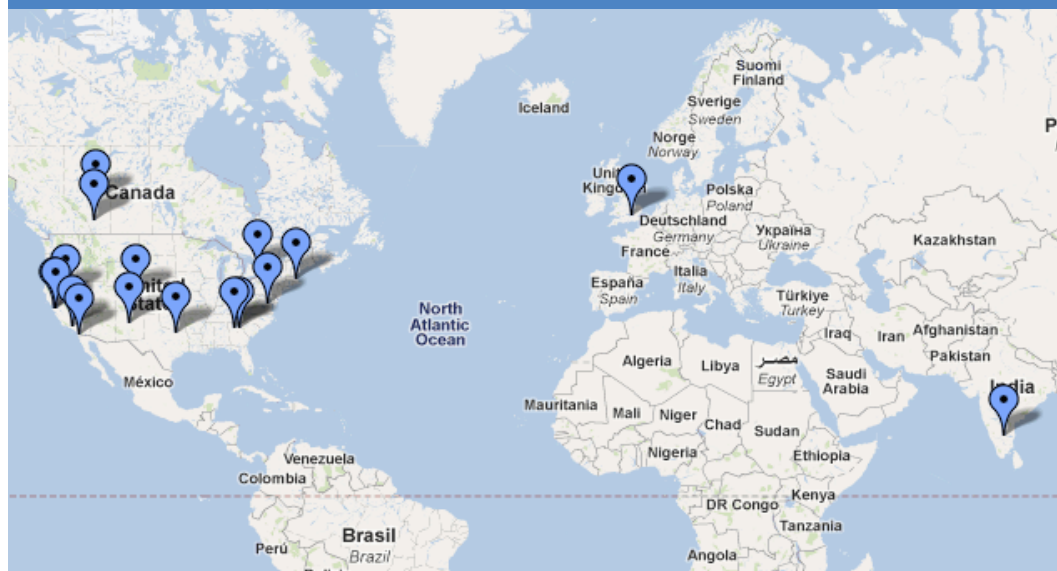 Suomi
Finland
Iceland
Sverige
Sweden
Norge
Norway
P
Canada
Kingdom
Polska
Poland
Deutschland
Germany
Україна
Ukraine
Kazakhstan
France
Italia
Italy
España
Spain
Türkiye
Turkey
North
Atlantic
Ocean
Iraq
Iran
Afghanistan
Pakistan
Algeria
Libya
مصر
Egypt
Saudi
Arabia
India
México
Mauritania
Mali
Niger
Chad
Sudan
Nigeria
Ethiopia
Venezuela
Colombia
DR Congo
Kenya
Tanzania
Brasil
Brazil
Perú
Angola